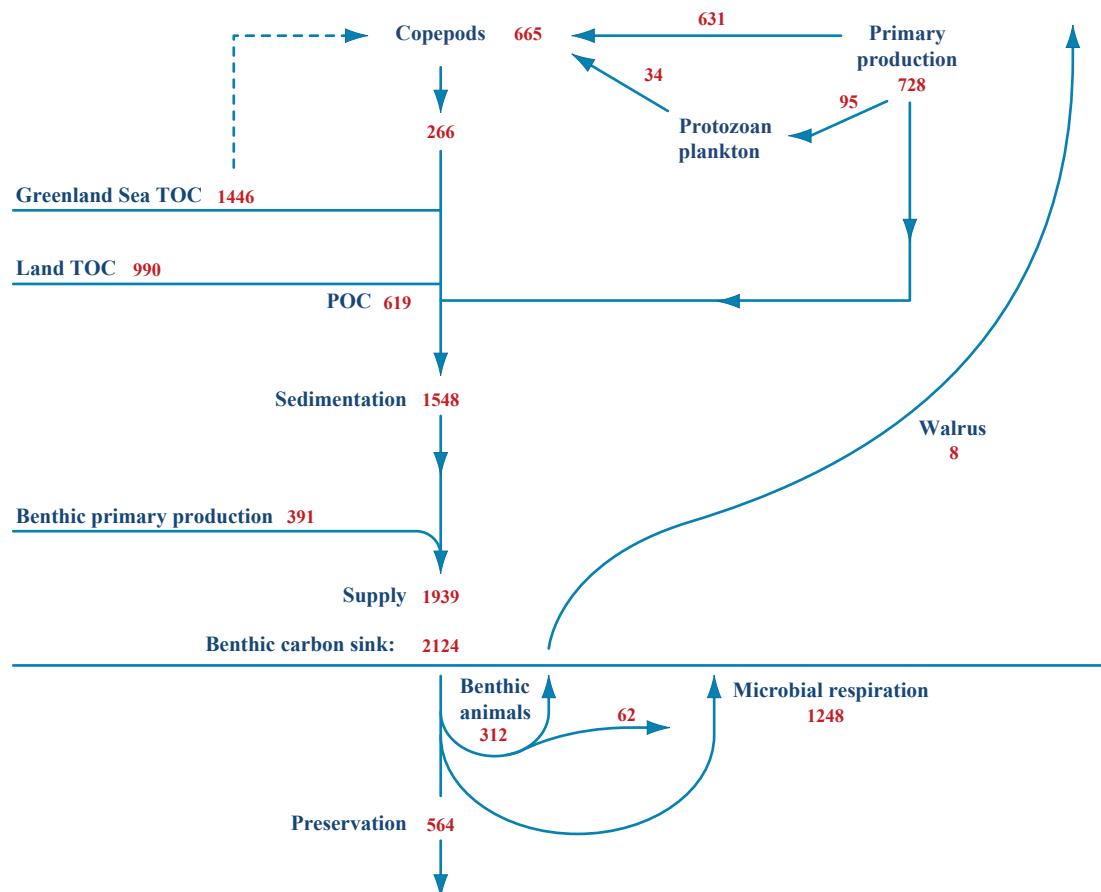 Copepods 665
631
Primary
production
728
34
95
Protozoan
plankton
266
Greenland Sea TOC 1446
Land TOC 990
POC 619
Sedimentation 1548
Walrus
8
Benthic primary production 391
Supply 1939
Benthic carbon sink: 2124
Benthic
animals
312
62
Microbial respiration
1248
Preservation 564